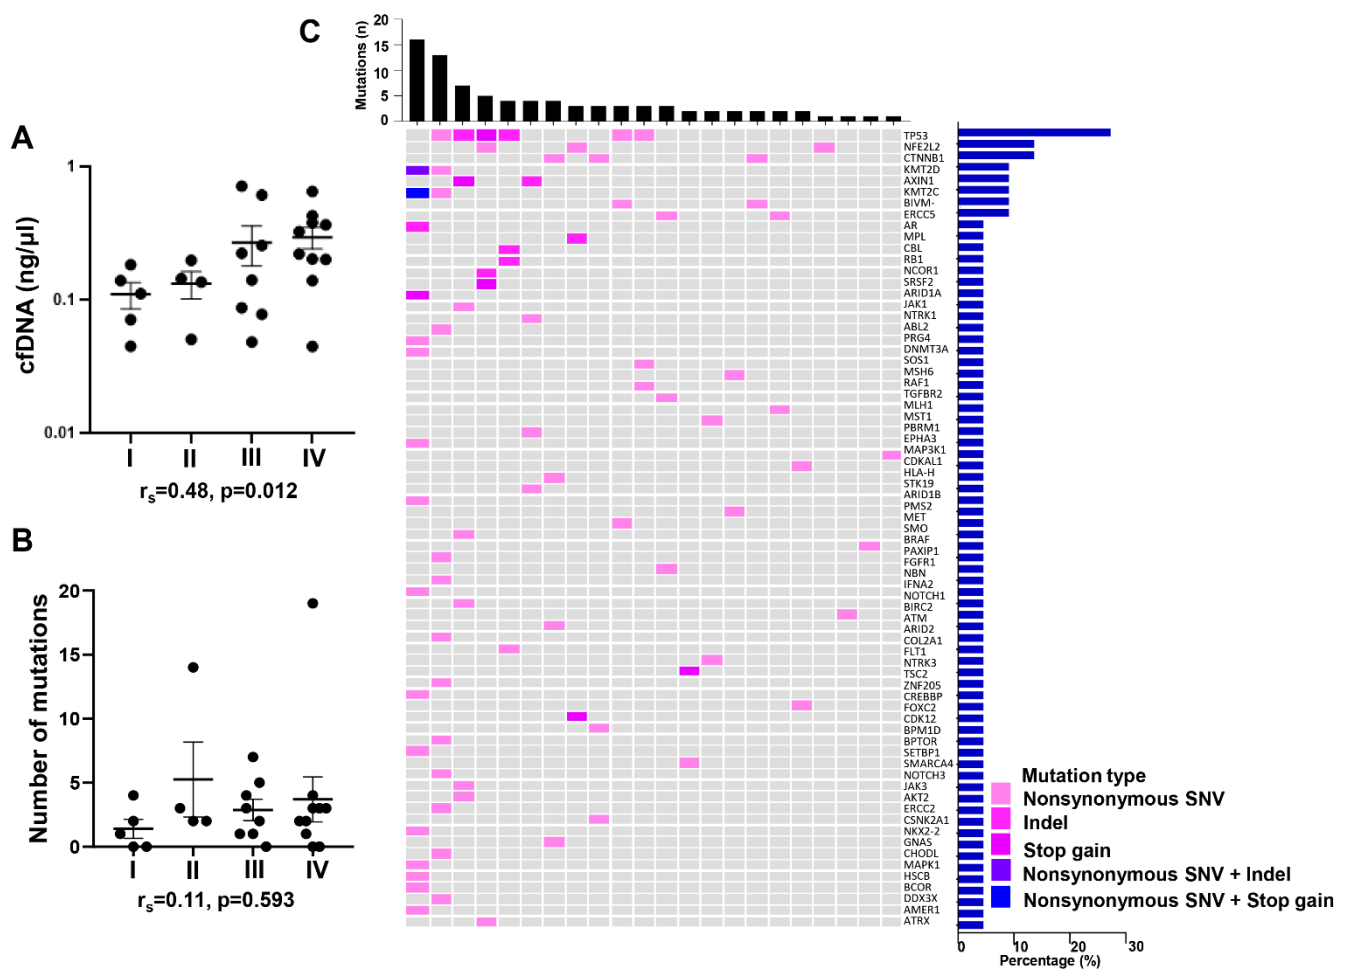 A
cfDNA (ng/µl)
1
0.1
0.01
I II III IV
rs=0.48, p=0.012
B
Number of mutations
20
15
10
5
0
I II III IV
rs=0.11, p=0.593
C
Mutations (n)
20
15
10
5
0
TP53
NFE2L2
CTNNB1
KMT2D
AXIN1
KMT2C
BIVM-
ERCC5
AR
MPL
CBL
RB1
NCOR1
SRSF2
ARID1A
JAK1
NTRK1
ABL2
PRG4
DNMT3A
SOS1
MSH6
RAF1
TGFBR2
MLH1
MST1
PBRM1
EPHA3
MAP3K1
CDKAL1
HLA-H
STK19
ARID1B
PMS2
MET
SMO
BRAF
PAXIP1
FGFR1
NBN
IFNA2
NOTCH1
BIRC2
ATM
ARID2
COL2A1
FLT1
NTRK3
TSC2
ZNF205
CREBBP
FOXC2
CDK12
BPM1D
BPTOR
SETBP1
SMARCA4
NOTCH3
JAK3
AKT2
ERCC2
CSNK2A1
NKX2-2
GNAS
CHODL
MAPK1
HSCB
BCOR
DDX3X
AMER1
ATRX
Mutation type
Nonsynonymous SNV
Indel
Stop gain
Nonsynonymous SNV + Indel
Nonsynonymous SNV + Stop gain
0 10 20 30
Percentage (%)